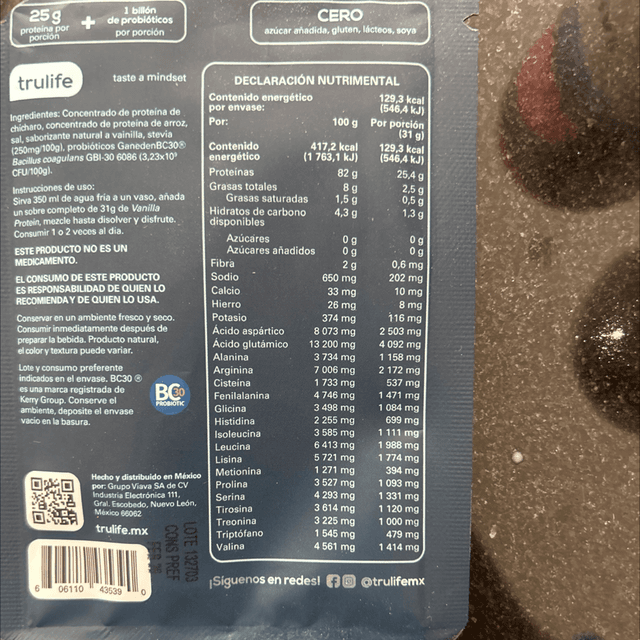 25 g
proteína por
porción
+
1 billón
de probióticos
por porción
CERO
azúcar añadida, gluten, lácteos, soya
trulife
taste a mindset
Ingredientes: Concentrado de proteína de
chícharo, concentrado de proteína de arroz,
sal, saborizante natural a vainilla, stevia
(250mg/100g), probióticos GanedenBC30®
Bacillus coagulans GBI-30 6086 (3,23x10⁹
CFU/100g).
Instrucciones de uso:
Sirva 350 ml de agua fría a un vaso, añada
un sobre completo de 31g de Vanilla
Protein, mezcle hasta disolver y disfrute.
Consumir 1 o 2 veces al día.
ESTE PRODUCTO NO ES UN
MEDICAMENTO.
EL CONSUMO DE ESTE PRODUCTO
ES RESPONSABILIDAD DE QUIEN LO
RECOMIENDA Y DE QUIEN LO USA.
Conservar en un ambiente fresco y seco.
Consumir inmediatamente después de
preparar la bebida. Producto natural,
el color y textura puede variar.
Lote y consumo preferente
indicados en el envase. BC30 ®
es una marca registrada de
Kerry Group. Conserve el
ambiente, deposite el envase
vacío en la basura.
BC30
PROBIOTIC
Hecho y distribuido en México
por: Grupo Viava SA de CV
Industria Electrónica 111,
Gral. Escobedo, Nuevo León,
México 66062
trulife.mx
6 06110 43539 0
LOTE 132703
CONS PREF
DECLARACIÓN NUTRIMENTAL
Contenido energético por envase: 129,3 kcal
(546,4 kJ)
Por: 100 g Por porción
(31 g)
Contenido energético 417,2 kcal 129,3 kcal
(1 763,1 kJ) (546,4 kJ)
Proteínas 82 g 25,4 g
Grasas totales 8 g 2,5 g
Grasas saturadas 1,5 g 0,5 g
Hidratos de carbono disponibles 4,3 g 1,3 g
Azúcares 0 g 0 g
Azúcares añadidos 0 g 0 g
Fibra 2 g 0,6 mg
Sodio 650 mg 202 mg
Calcio 33 mg 10 mg
Hierro 26 mg 8 mg
Potasio 374 mg 116 mg
Ácido aspártico 8 073 mg 2 503 mg
Ácido glutámico 13 200 mg 4 092 mg
Alanina 3 734 mg 1 158 mg
Arginina 7 006 mg 2 172 mg
Cisteína 1 733 mg 537 mg
Fenilalanina 4 746 mg 1 471 mg
Glicina 3 498 mg 1 084 mg
Histidina 2 255 mg 699 mg
Isoleucina 3 585 mg 1 111 mg
Leucina 6 413 mg 1 988 mg
Lisina 5 721 mg 1 774 mg
Metionina 1 271 mg 394 mg
Prolina 3 527 mg 1 093 mg
Serina 4 293 mg 1 331 mg
Tirosina 3 614 mg 1 120 mg
Treonina 3 225 mg 1 000 mg
Triptófano 1 545 mg 479 mg
Valina 4 561 mg 1 414 mg
¡Síguenos en redes! @trulifemx